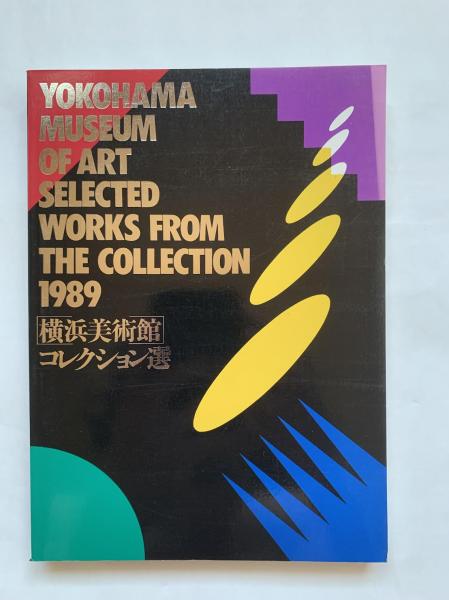 YOKOHAMA
MUSEUM
OF ART
SELECTED
WORKS FROM
THE COLLECTION
1989
横浜美術館
コレクション選